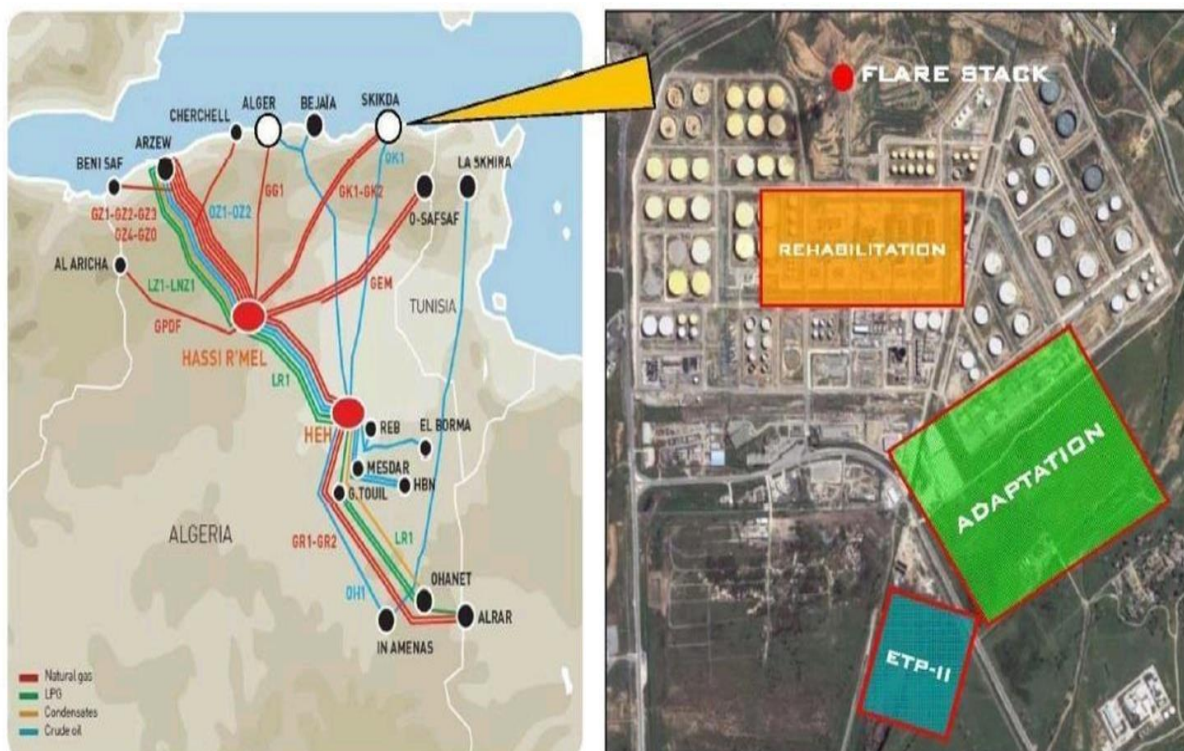 ALGER
BEJAÏA
SKIKDA
CHERCHELL
ARZEW
OK1
LA SKHIRA
BENI SAF
GG1
GK1-GK2
GZ1-GZ2-GZ3
OZ1-OZ2
O-SAFSAF
GZ4-GZ0
AL ARICHA
LZ1-LNZ1
GEM
TUNISIA
GPDF
HASSI R'MEL
LR1
HEH
REB
EL BORMA
MESDAR
HBN
G.TOUIL
ALGERIA
GR1-GR2
LR1
OH1
OHANET
ALRAR
IN AMENAS
Natural gas
LPG
Condensates
Crude oil
FLARE STACK
REHABILITATION
ADAPTATION
ETP-II